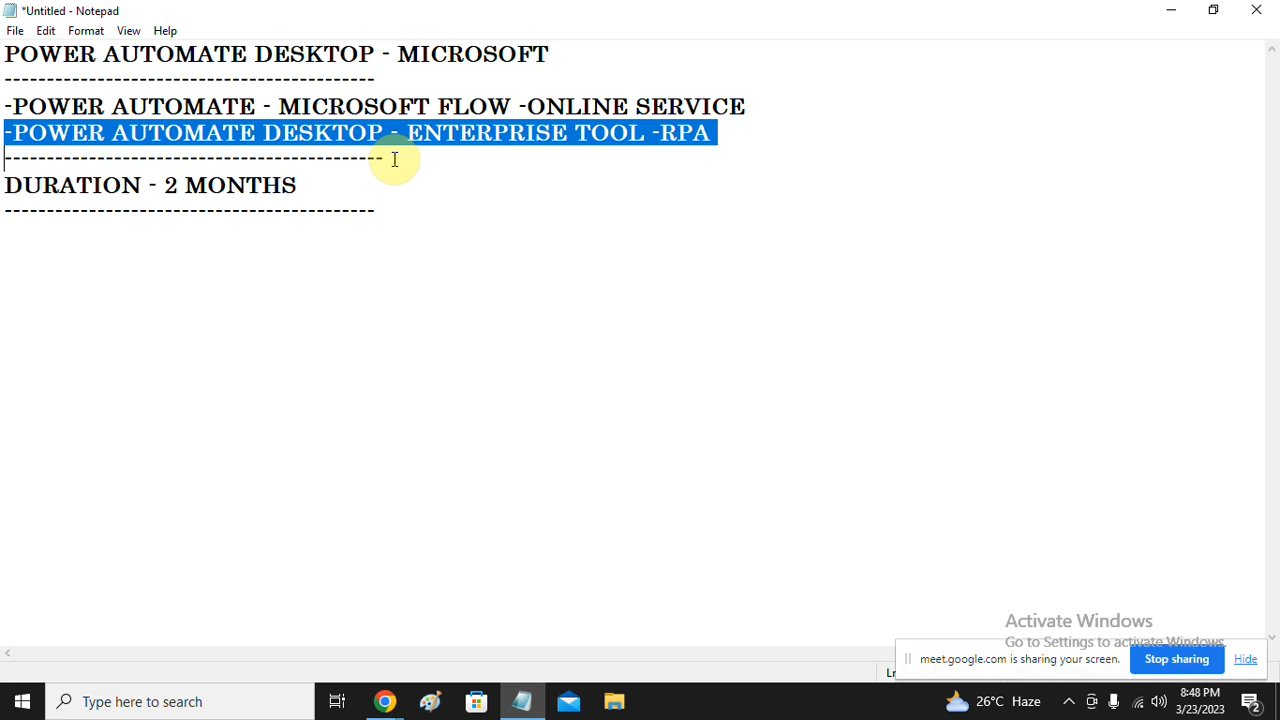 *Untitled - Notepad
File Edit Format View Help
POWER AUTOMATE DESKTOP - MICROSOFT
--------------------------------------------
-POWER AUTOMATE - MICROSOFT FLOW -ONLINE SERVICE
-POWER AUTOMATE DESKTOP - ENTERPRISE TOOL -RPA
---------------------------------------------
DURATION - 2 MONTHS
--------------------------------------------
Activate Windows
Go to Settings to activate Windows.
meet.google.com is sharing your screen. Stop sharing Hide
Type here to search
26°C Haze
8:48 PM
3/23/2023
2